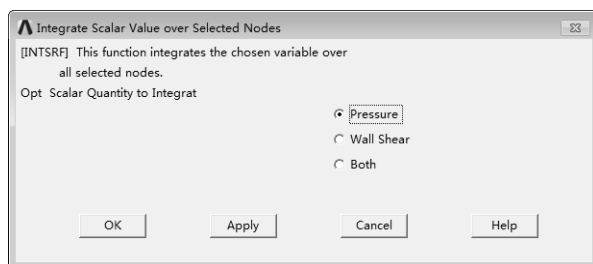 Integrate Scalar Value over Selected Nodes
[INTSRF] This function integrates the chosen variable over
all selected nodes.
Opt Scalar Quantity to Integrat
Pressure
Wall Shear
Both
OK Apply Cancel Help